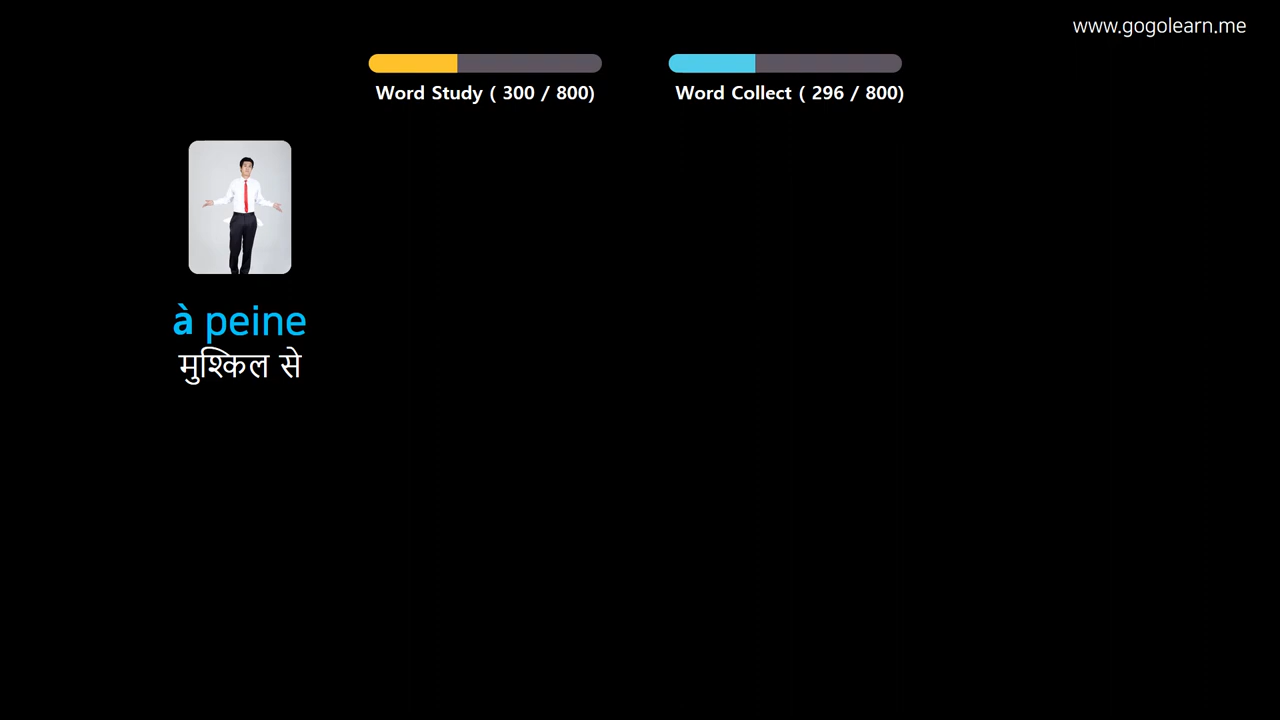 www.gogolearn.me
Word Study ( 300 / 800)
Word Collect ( 296 / 800)
à peine
मुश्किल से